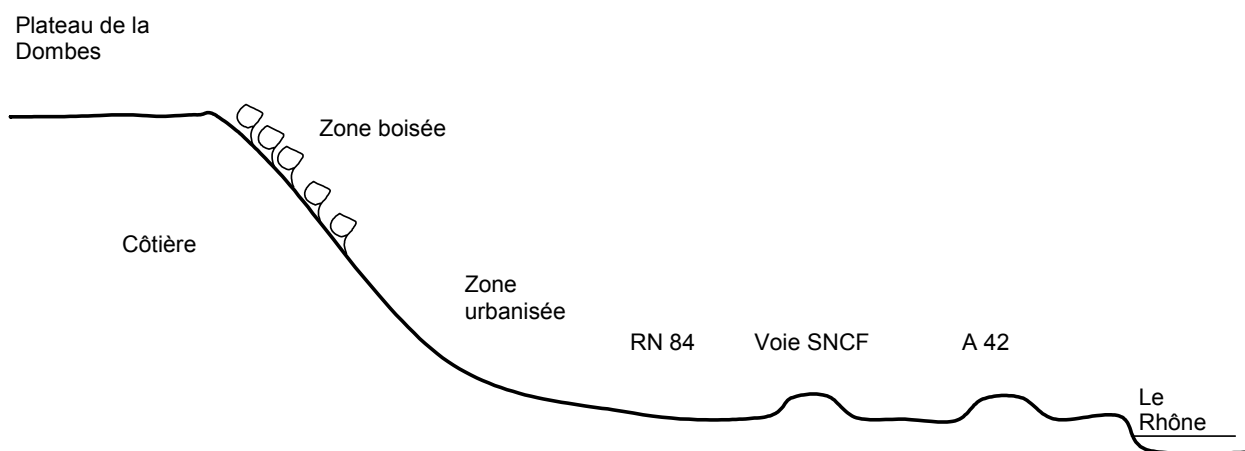 Plateau de la
Dombes
Zone boisée
Côtière
Zone
urbanisée
RN 84
Voie SNCF
A 42
Le
Rhône